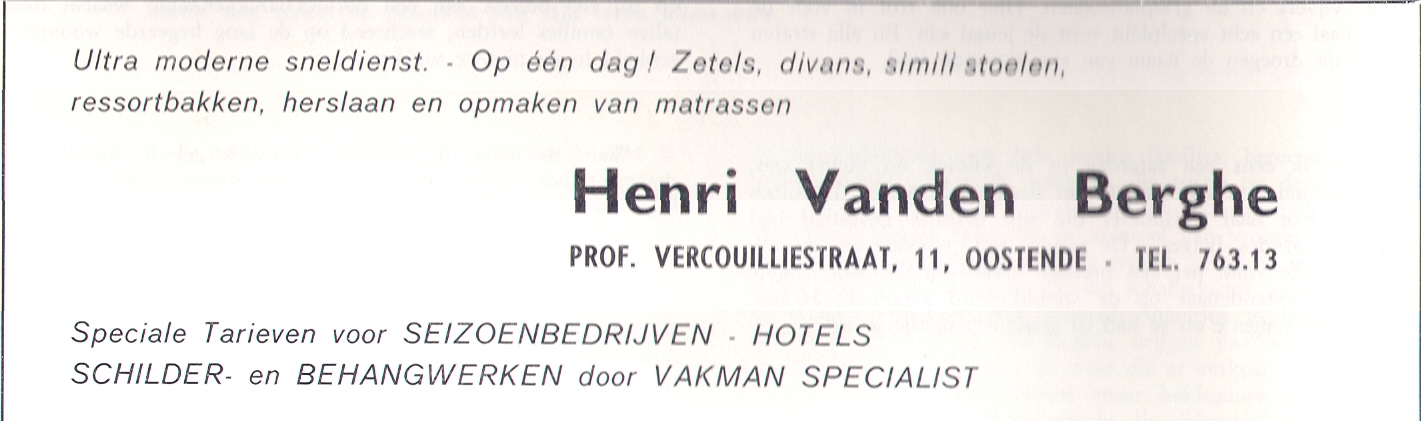 Ultra moderne sneldienst. - Op één dag! Zetels, divans, simili stoelen,
ressortbakken, herslaan en opmaken van matrassen
Henri Vanden Berghe
PROF. VERCOUILLIESTRAAT, 11, OOSTENDE - TEL. 763.13
Speciale Tarieven voor SEIZOENBEDRIJVEN - HOTELS
SCHILDER- en BEHANGWERKEN door VAKMAN SPECIALIST